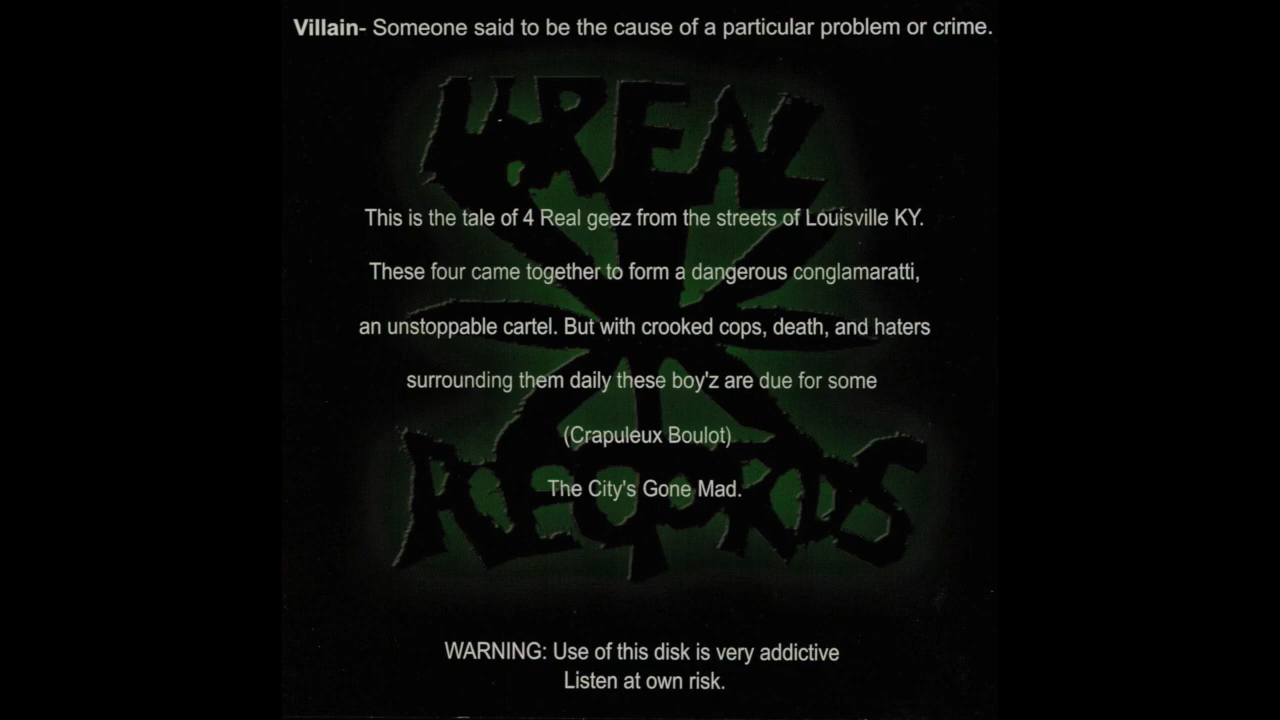 Villain- Someone said to be the cause of a particular problem or crime.
4 REAL
This is the tale of 4 Real geez from the streets of Louisville KY.
These four came together to form a dangerous conglamaratti,
an unstoppable cartel. But with crooked cops, death, and haters
surrounding them daily these boy'z are due for some
(Crapuleux Boulot)
The City's Gone Mad.
RECORDS
WARNING: Use of this disk is very addictive
Listen at own risk.